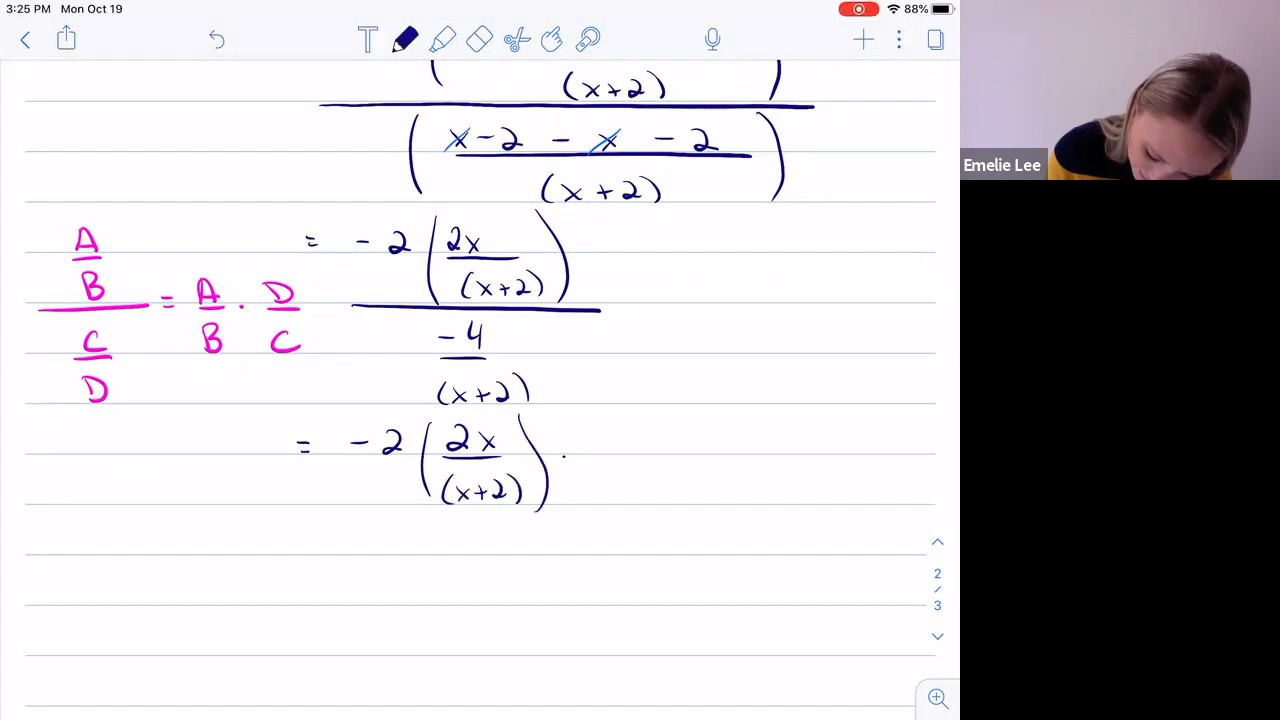 3:25 PM Mon Oct 19
88%
T
(x+2)
x - 2 - x - 2
(x + 2)
A
B
C
D
= A/B · D/C
= -2 (2x
(x+2))
-4
(x+2)
= -2 (2x
(x+2)) ·
Emelie Lee
2
3